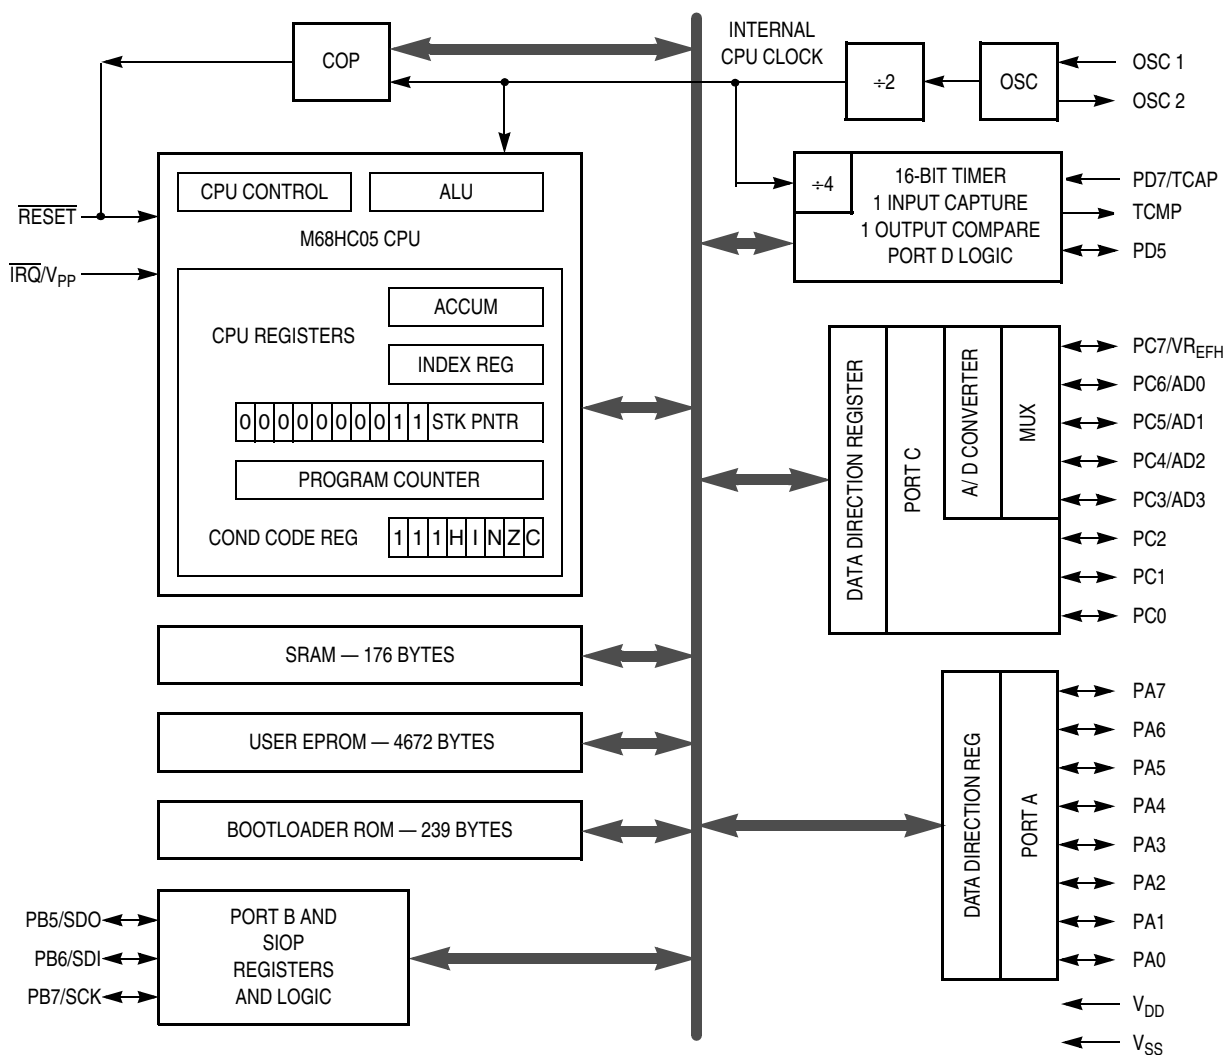 COP
INTERNAL
CPU CLOCK
÷2
OSC
OSC 1
OSC 2
CPU CONTROL
ALU
M68HC05 CPU
RESET
IRQ/VPP
÷4
16-BIT TIMER
1 INPUT CAPTURE
1 OUTPUT COMPARE
PORT D LOGIC
PD7/TCAP
TCMP
PD5
CPU REGISTERS
ACCUM
INDEX REG
0 0 0 0 0 0 0 0 1 1 STK PNTR
PROGRAM COUNTER
COND CODE REG
1 1 1 H I N Z C
DATA DIRECTION REGISTER
PORT C
A/ D CONVERTER
MUX
PC7/VREFH
PC6/AD0
PC5/AD1
PC4/AD2
PC3/AD3
PC2
PC1
PC0
SRAM — 176 BYTES
USER EPROM — 4672 BYTES
BOOTLOADER ROM — 239 BYTES
DATA DIRECTION REG
PORT A
PA7
PA6
PA5
PA4
PA3
PA2
PA1
PA0
PB5/SDO
PB6/SDI
PB7/SCK
PORT B AND
SIOP
REGISTERS
AND LOGIC
VDD
VSS